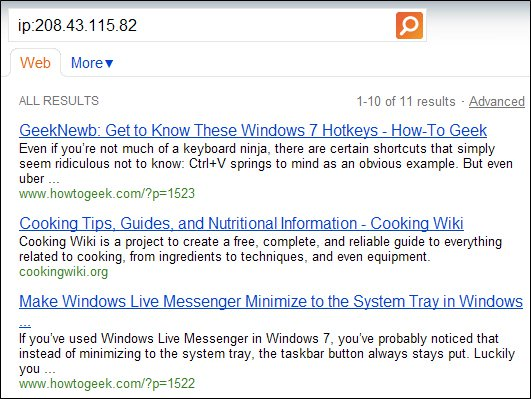 ip:208.43.115.82
Web More▼
ALL RESULTS 1-10 of 11 results · Advanced
GeekNewb: Get to Know These Windows 7 Hotkeys - How-To Geek
Even if you're not much of a keyboard ninja, there are certain shortcuts that simply
seem ridiculous not to know: Ctrl+V springs to mind as an obvious example. But even
uber ...
www.howtogeek.com/?p=1523
Cooking Tips, Guides, and Nutritional Information - Cooking Wiki
Cooking Wiki is a project to create a free, complete, and reliable guide to everything
related to cooking, from ingredients to techniques, and even equipment.
cookingwiki.org
Make Windows Live Messenger Minimize to the System Tray in Windows
...
If you've used Windows Live Messenger in Windows 7, you've probably noticed that
instead of minimizing to the system tray, the taskbar button always stays put. Luckily
you ...
www.howtogeek.com/?p=1522